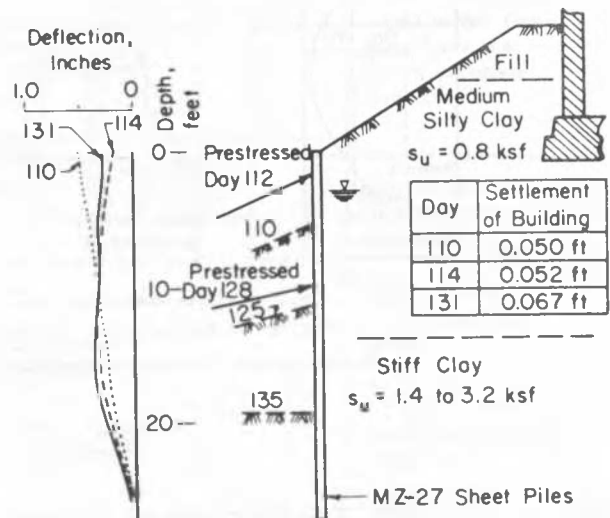 Deflection,
Inches
1.0 0
131 114
110
Depth,
feet
0
10
20
Prestressed
Day 112
110
Prestressed
Day 128
125
135
Fill
Medium
Silty Clay
su = 0.8 ksf
Day Settlement of Building
110 0.050 ft
114 0.052 ft
131 0.067 ft
Stiff Clay
su = 1.4 to 3.2 ksf
MZ-27 Sheet Piles